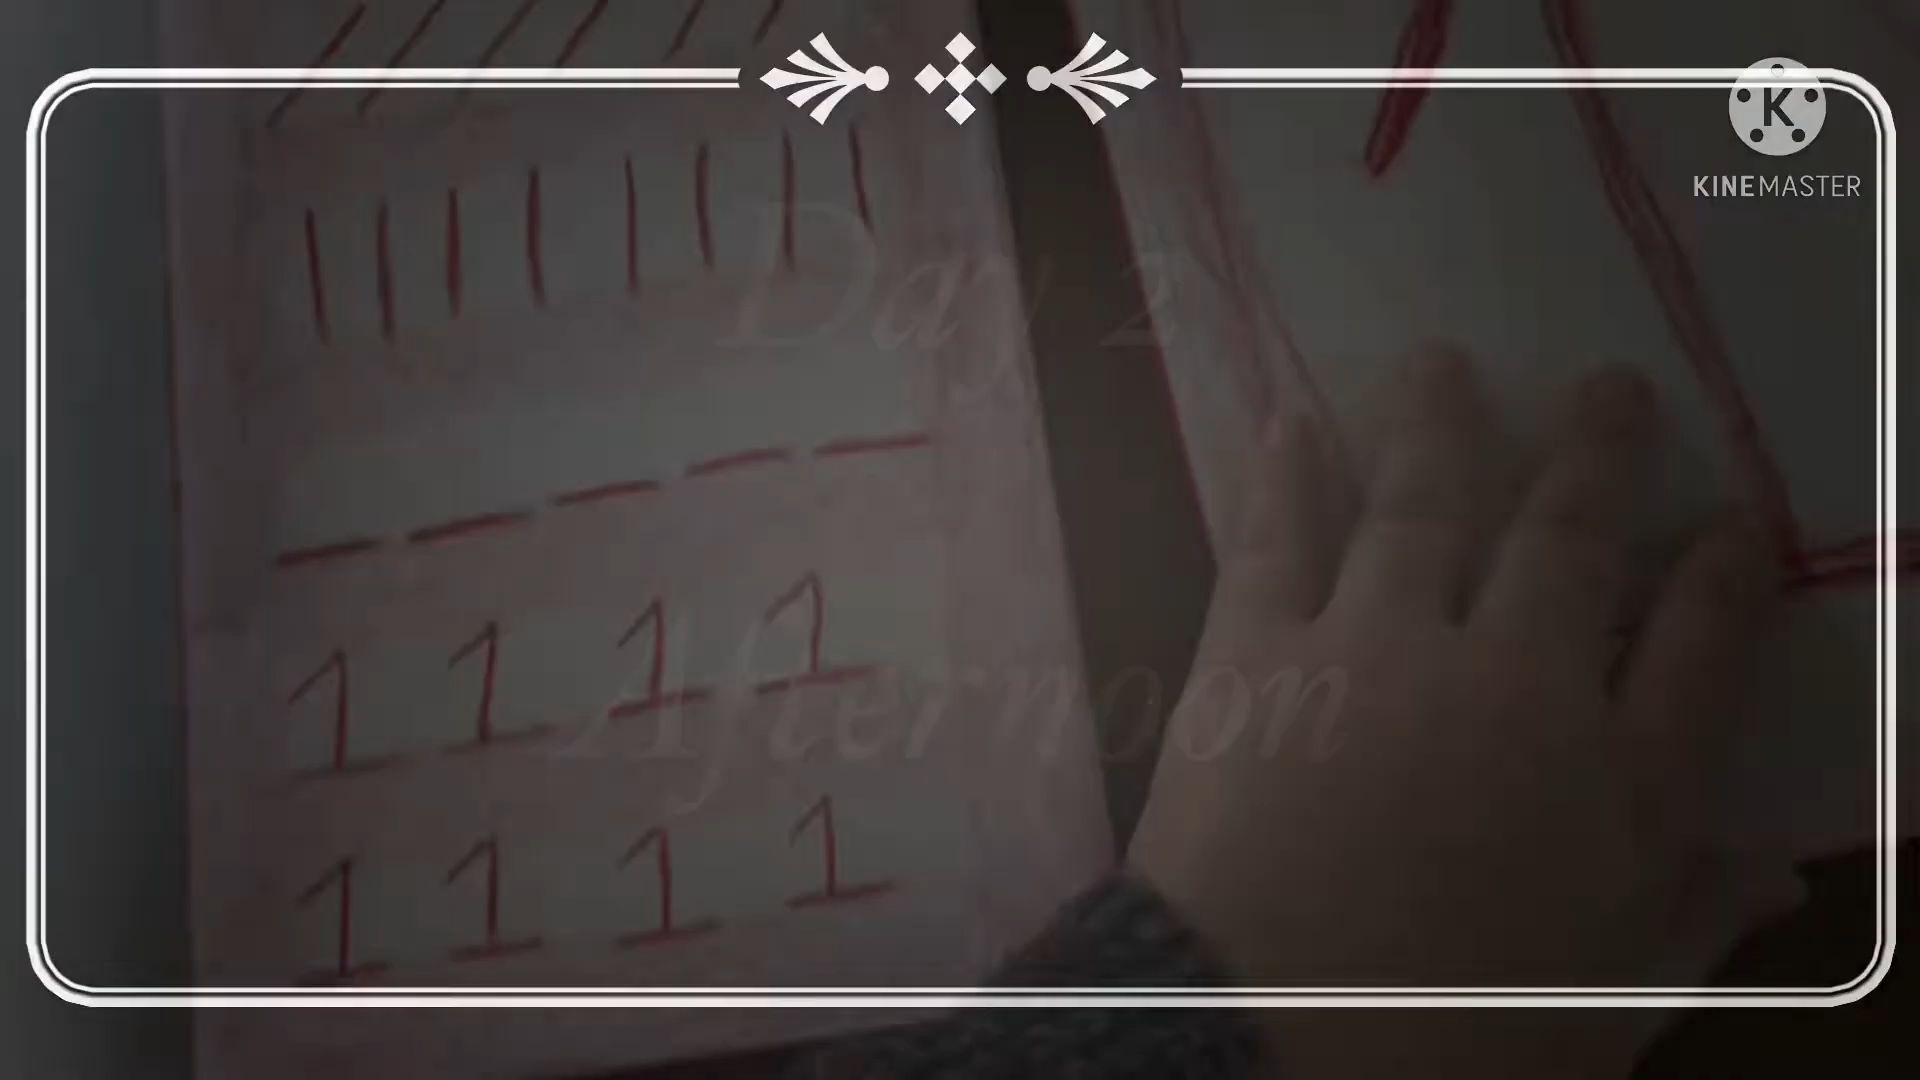 KINEMASTER
Day 2
Afternoon
1 1 1 1
1 1 1 1